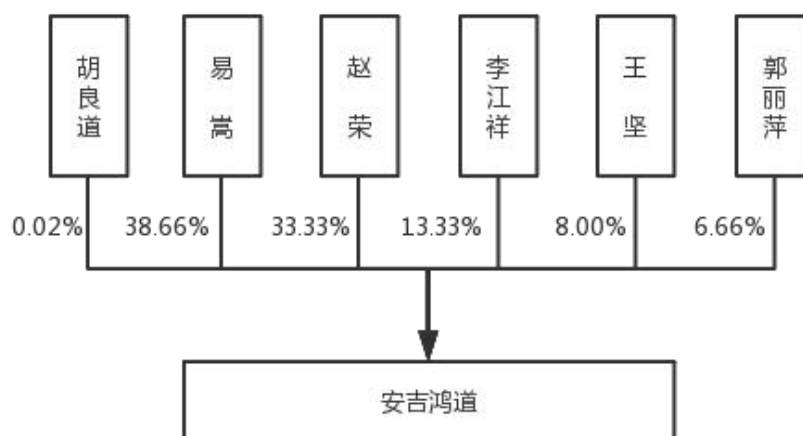 胡良道
易嵩
赵荣
李江祥
王坚
郭丽萍
0.02%
38.66%
33.33%
13.33%
8.00%
6.66%
安吉鸿道